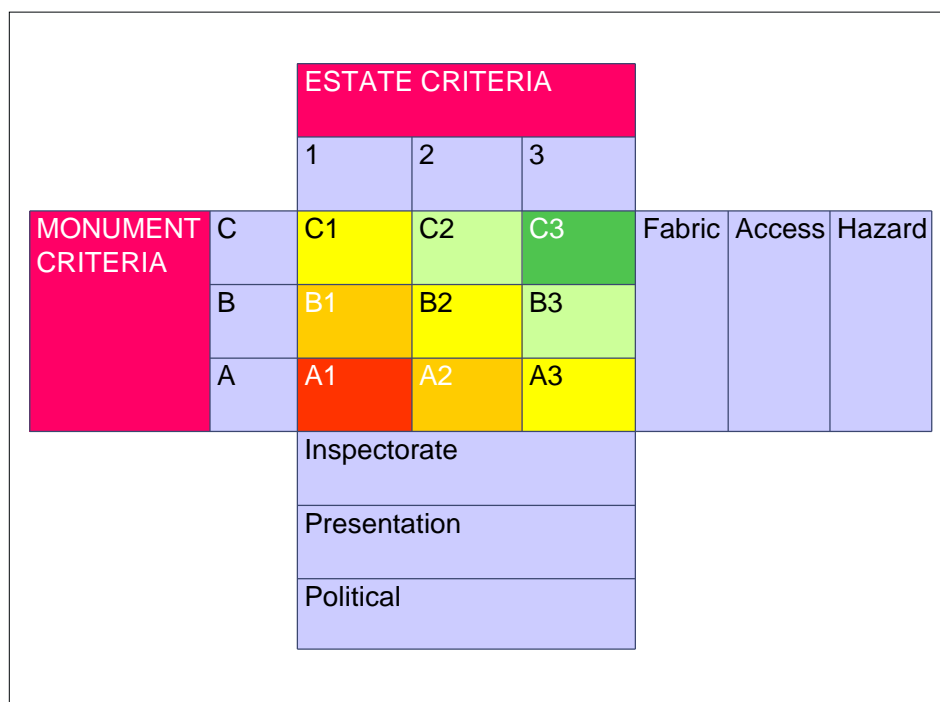 ESTATE CRITERIA
1 2 3
MONUMENT C C1 C2 C3 Fabric Access Hazard
CRITERIA
B B1 B2 B3
A A1 A2 A3
Inspectorate
Presentation
Political